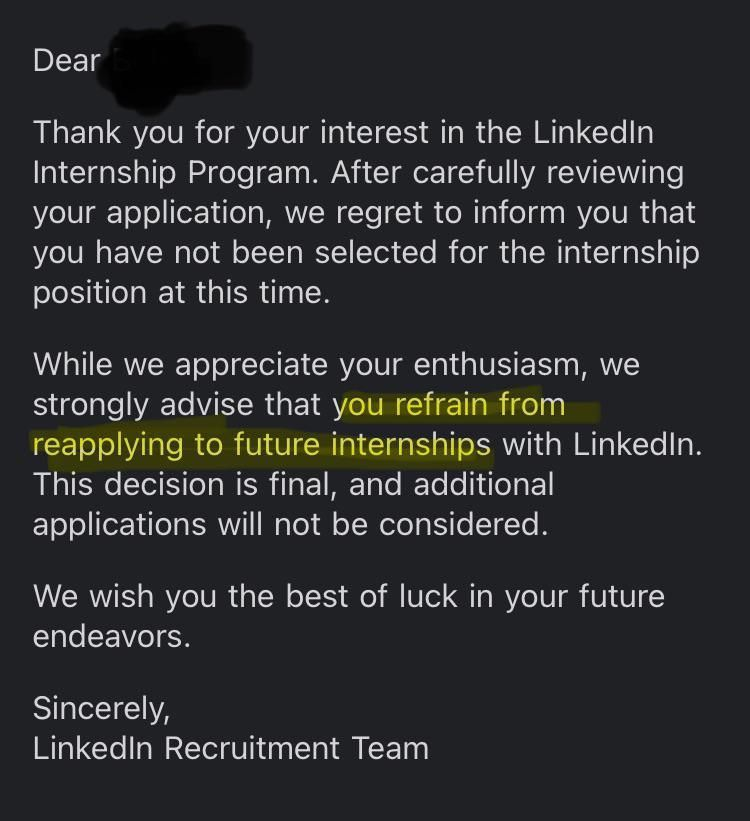 Dear
Thank you for your interest in the LinkedIn
Internship Program. After carefully reviewing
your application, we regret to inform you that
you have not been selected for the internship
position at this time.
While we appreciate your enthusiasm, we
strongly advise that you refrain from
reapplying to future internships with LinkedIn.
This decision is final, and additional
applications will not be considered.
We wish you the best of luck in your future
endeavors.
Sincerely,
LinkedIn Recruitment Team